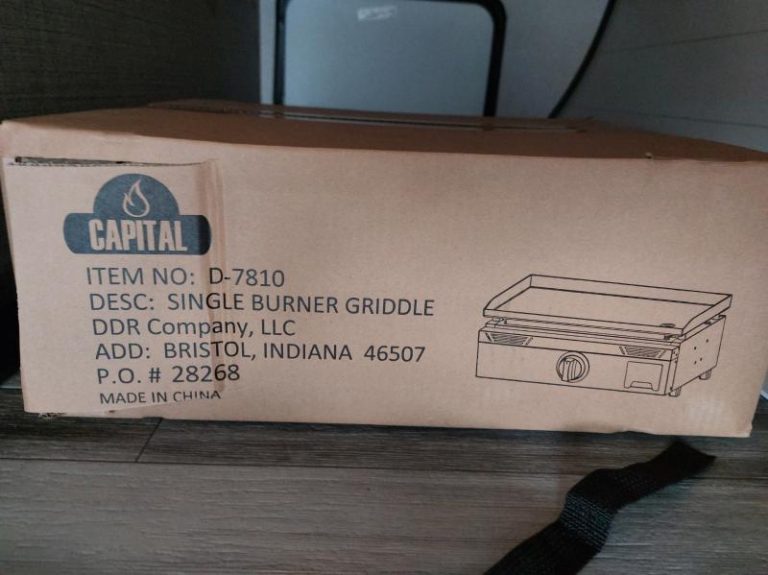 CAPITAL
ITEM NO: D-7810
DESC: SINGLE BURNER GRIDDLE
DDR Company, LLC
ADD: BRISTOL, INDIANA 46507
P.O. # 28268
MADE IN CHINA